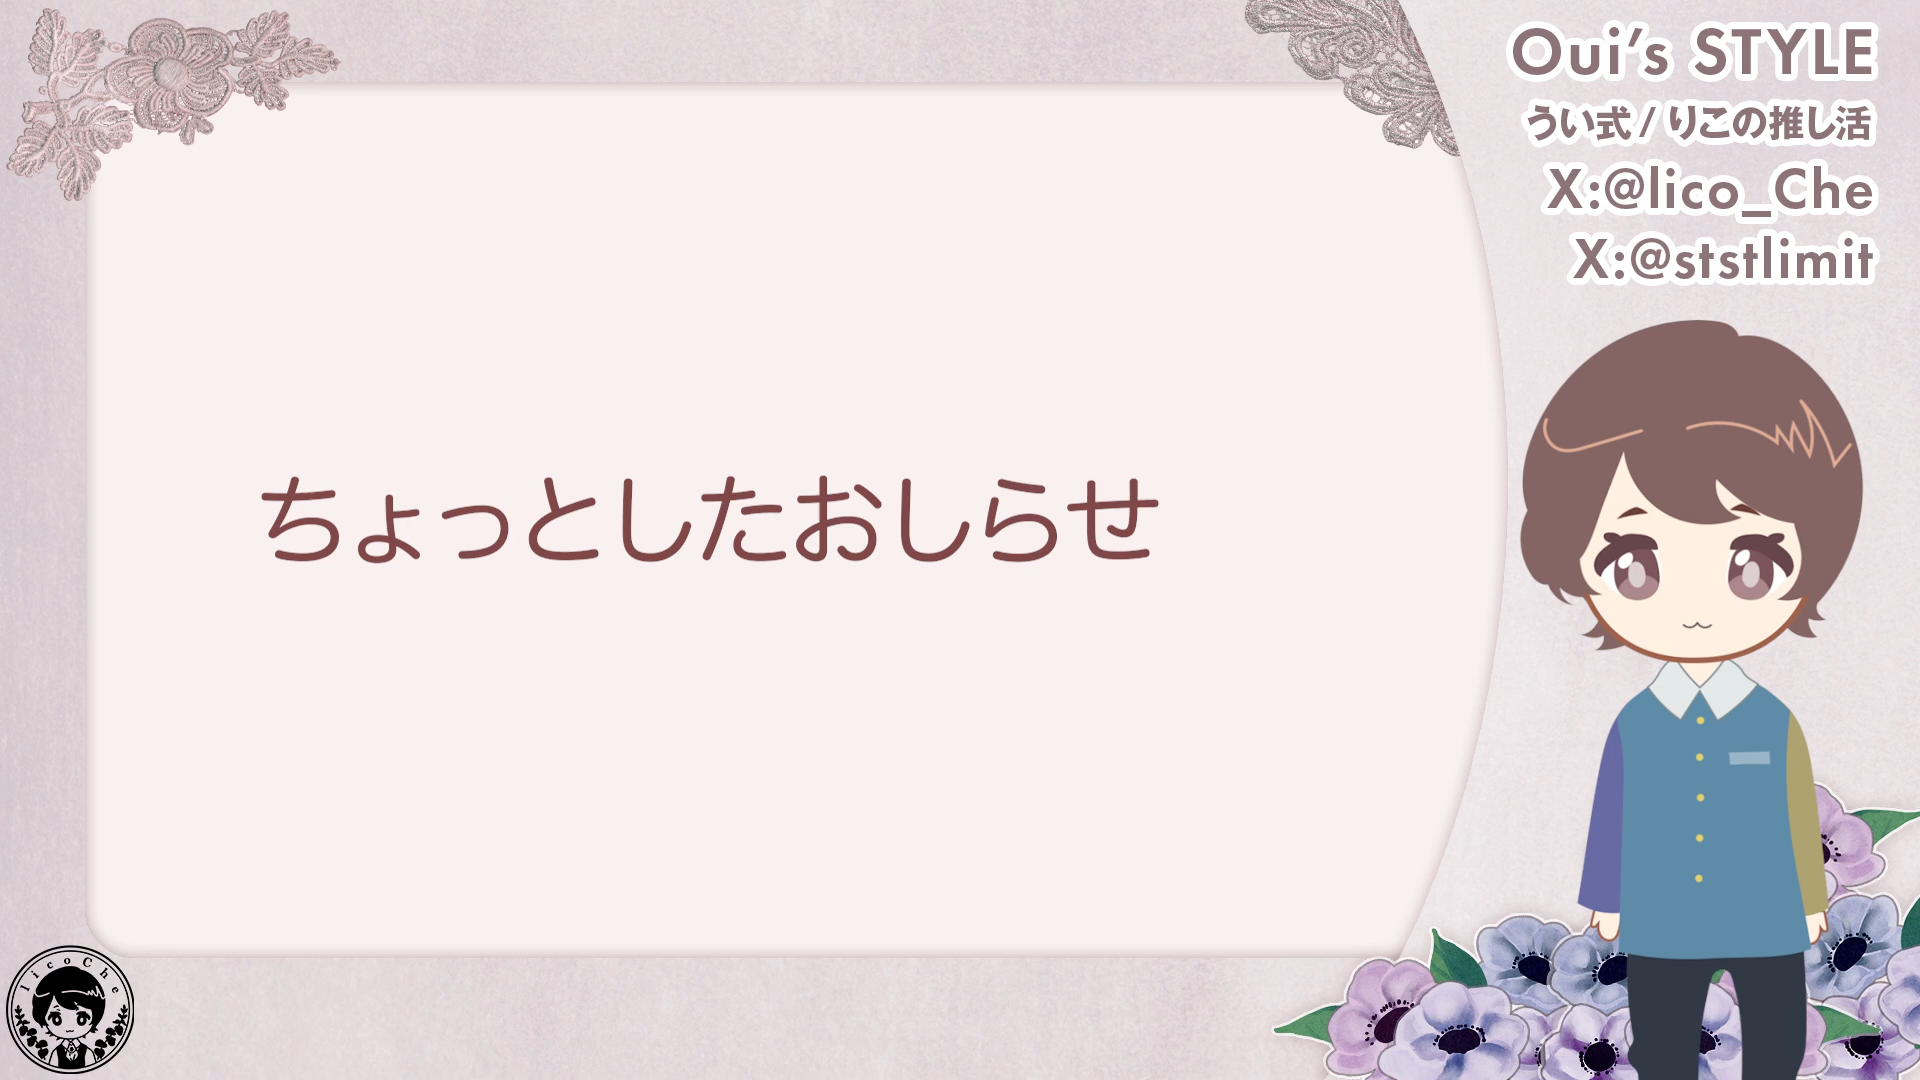 Oui's STYLE
うい式 / りこの推し活
X:@lico_Che
X:@ststlimit
ちょっとしたおしらせ
licoChe